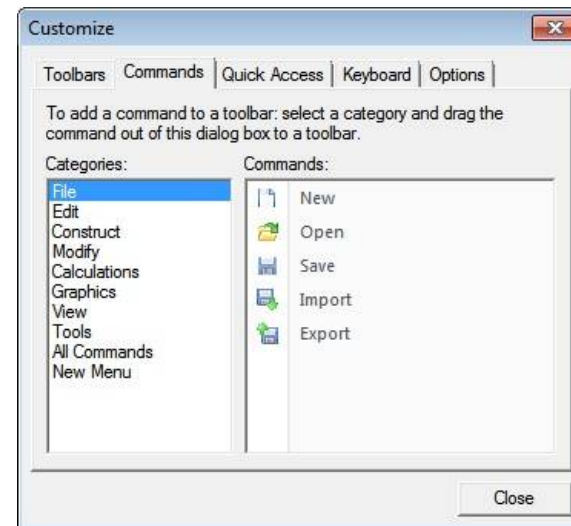 Customize
Toolbars Commands Quick Access Keyboard Options
To add a command to a toolbar: select a category and drag the
command out of this dialog box to a toolbar.
Categories:
File
Edit
Construct
Modify
Calculations
Graphics
View
Tools
All Commands
New Menu
Commands:
New
Open
Save
Import
Export
Close